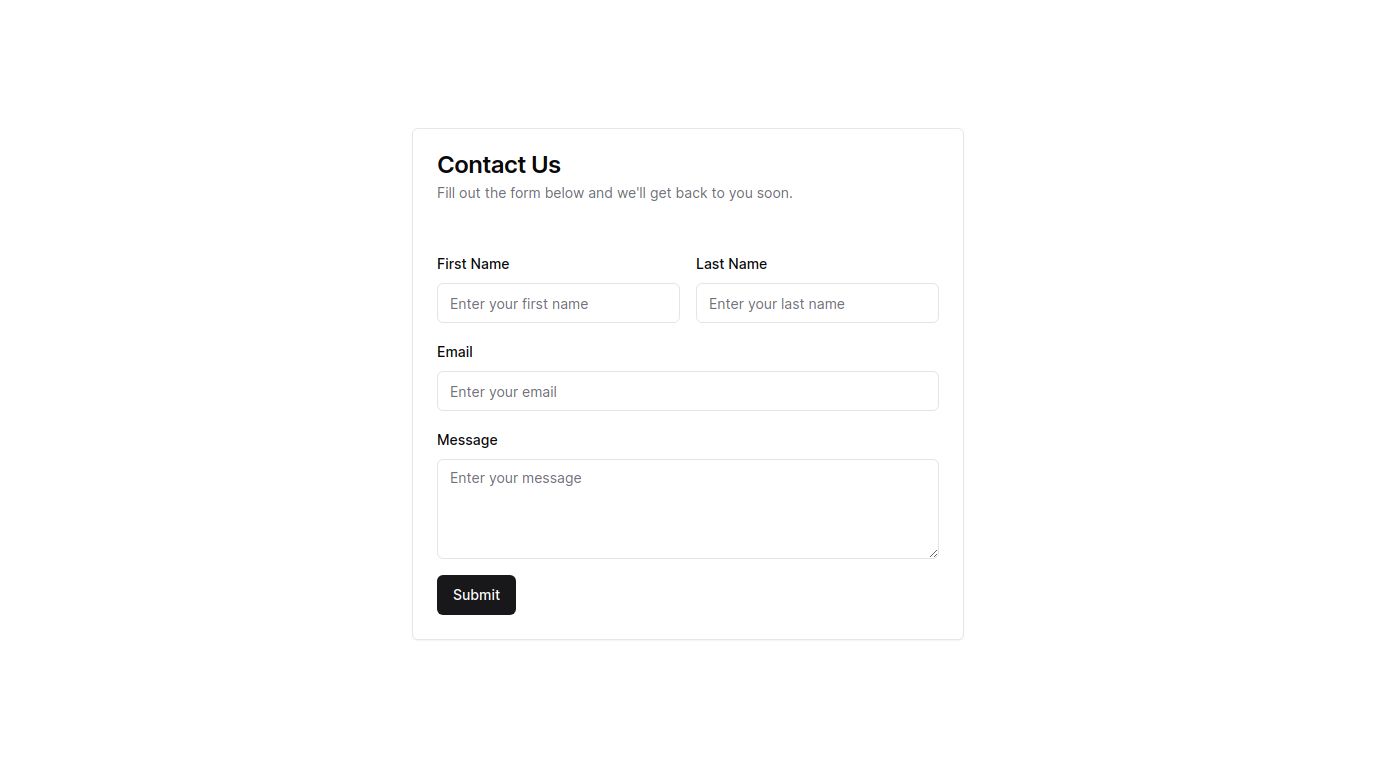 Contact Us
Fill out the form below and we'll get back to you soon.
First Name
Last Name
Enter your first name
Enter your last name
Email
Enter your email
Message
Enter your message
Submit